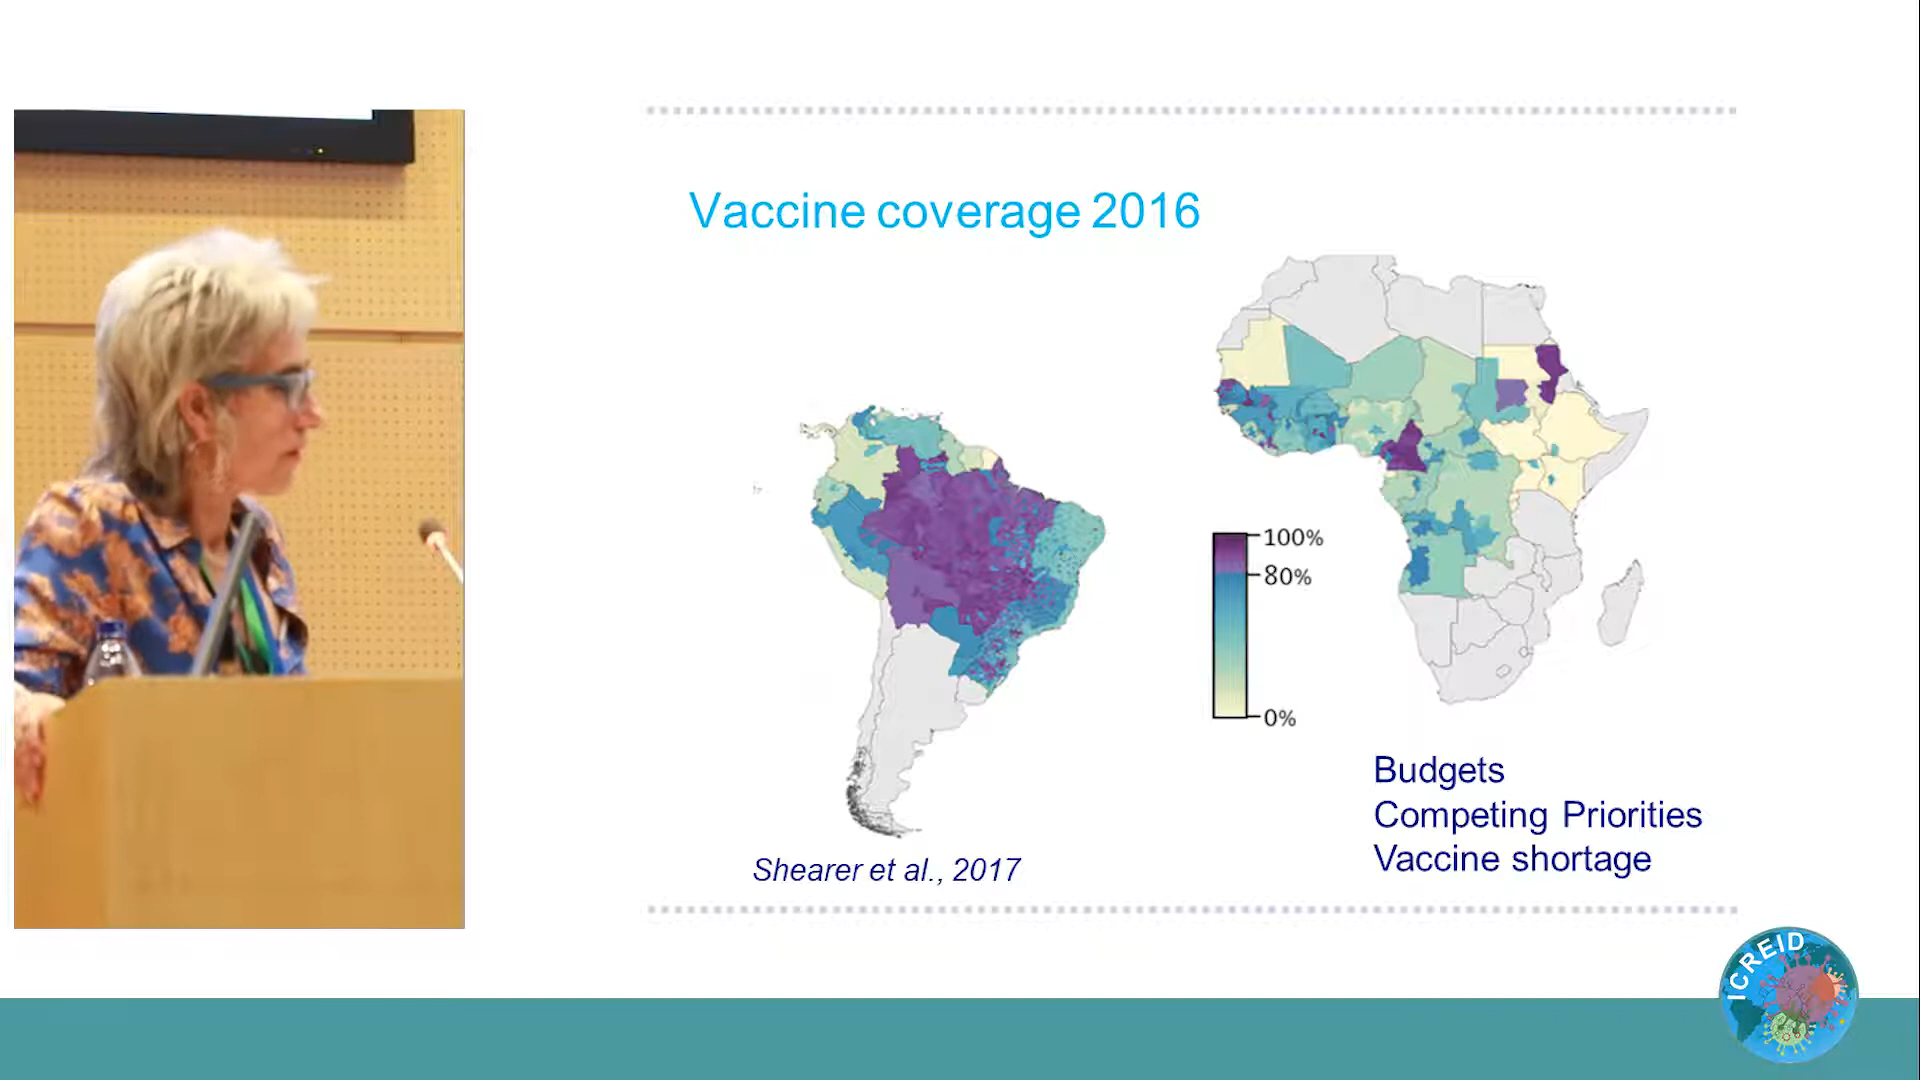 Vaccine coverage 2016
100%
80%
0%
Budgets
Competing Priorities
Vaccine shortage
Shearer et al., 2017
ICREID